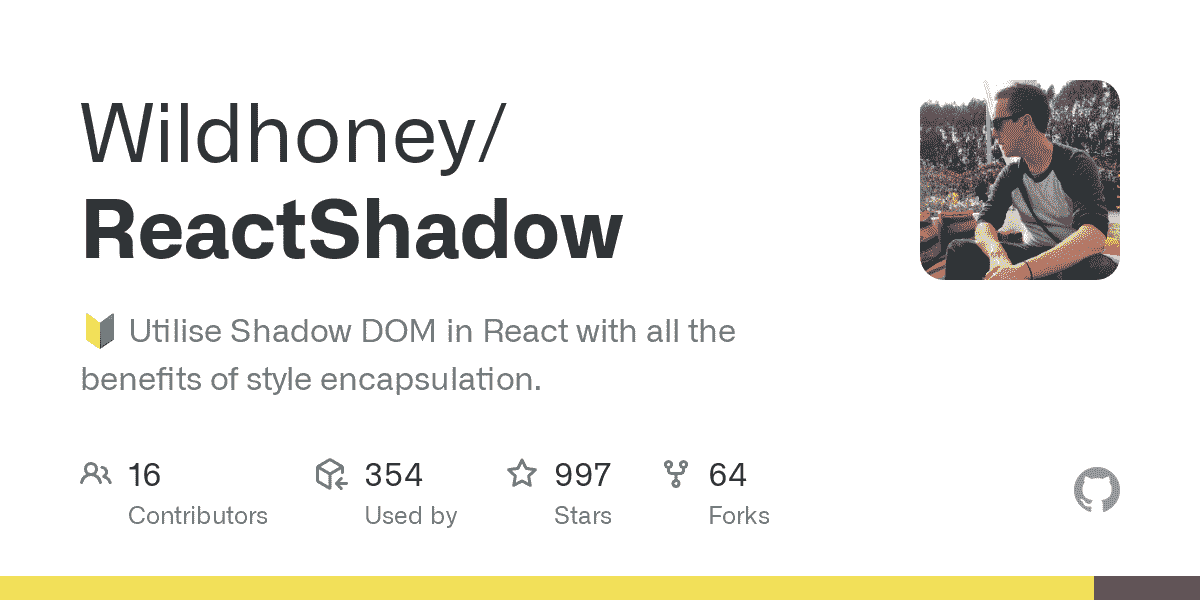 Wildhoney/
ReactShadow
🔰 Utilise Shadow DOM in React with all the
benefits of style encapsulation.
16 354 997 64
Contributors Used by Stars Forks